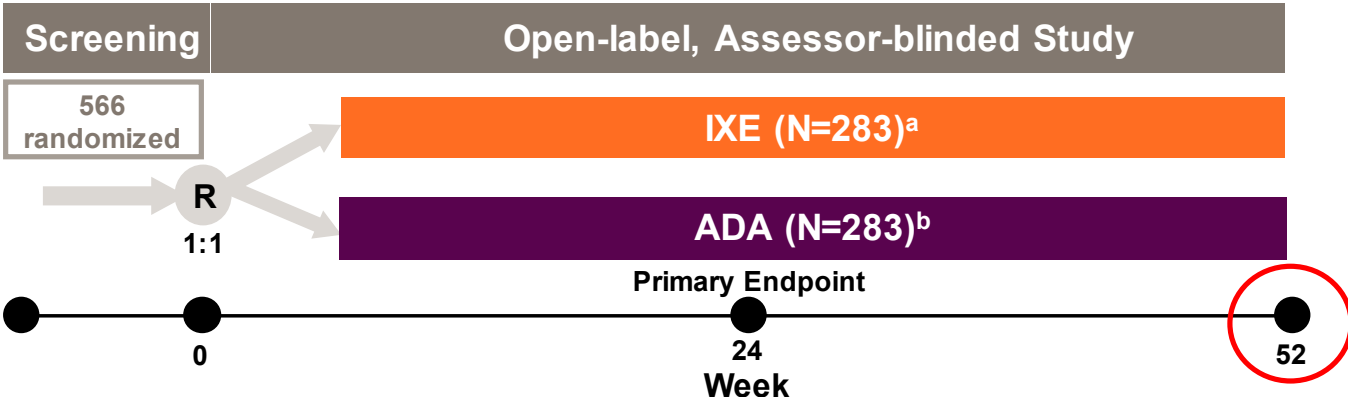 Screening
Open-label, Assessor-blinded Study
566
randomized
IXE (N=283)ᵃ
R
1:1
ADA (N=283)ᵇ
Primary Endpoint
0
24
52
Week